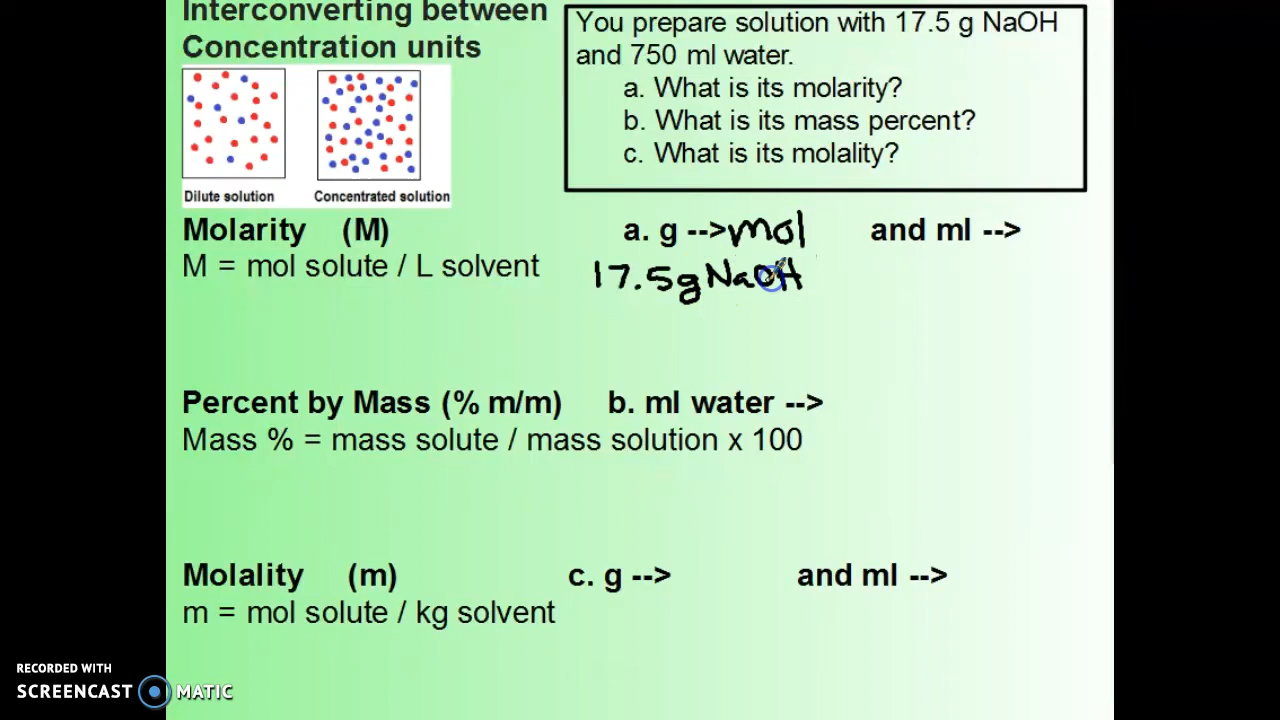 Interconverting between
Concentration units
You prepare solution with 17.5 g NaOH
and 750 ml water.
a. What is its molarity?
b. What is its mass percent?
c. What is its molality?
Dilute solution
Concentrated solution
Molarity (M)
M = mol solute / L solvent
a. g --> mol and ml -->
17.5g NaOH
Percent by Mass (% m/m) b. ml water -->
Mass % = mass solute / mass solution x 100
Molality (m) c. g --> and ml -->
m = mol solute / kg solvent
RECORDED WITH
SCREENCAST MATIC